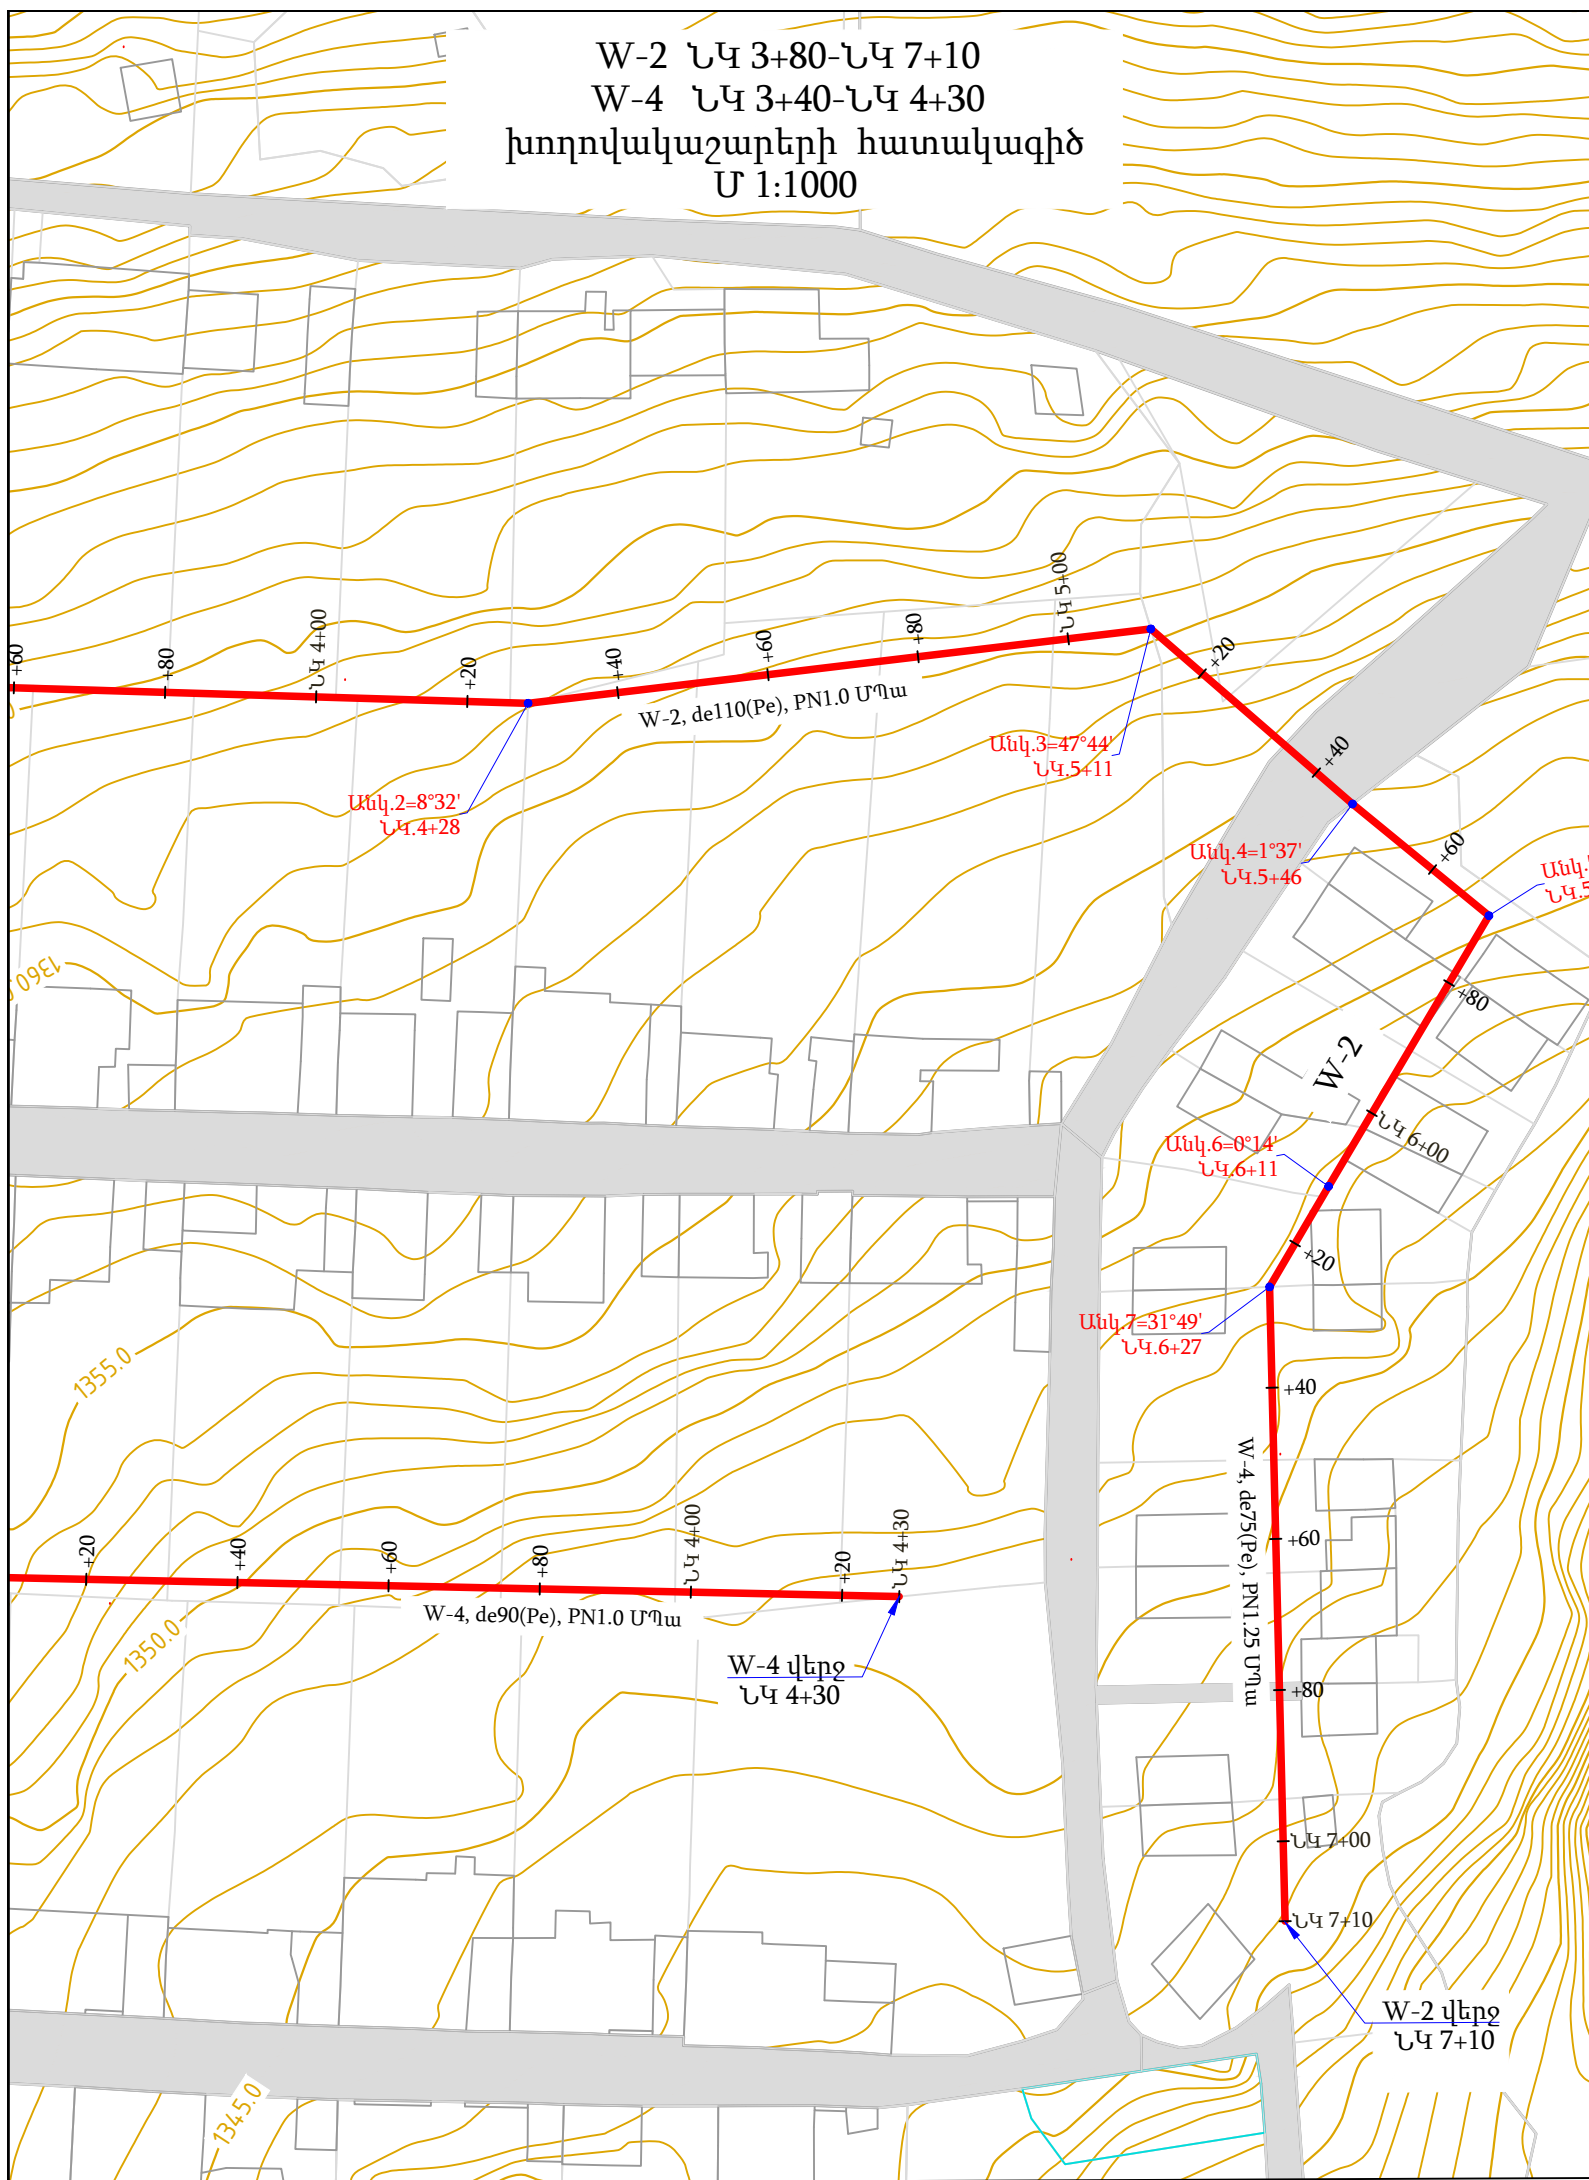 W-2 ՆԿ 3+80-ՆԿ 7+10
W-4 ՆԿ 3+40-ՆԿ 4+30
խողովակաշարերի հատակագիծ
Մ 1:1000
+60
+80
ՆԿ 4+00
+20
+40
+60
+80
ՆԿ 5+00
+20
+40
+60
+80
W-2, de110(Pe), PN1.0 ՄՊա
Անկ.2=8°32'
ՆԿ.4+28
Անկ.3=47°44'
ՆԿ.5+11
Անկ.4=1°37'
ՆԿ.5+46
Անկ.
ՆԿ.5
W-2
ՆԿ 6+00
1360.0
Անկ.6=0°14'
ՆԿ.6+11
+20
Անկ.7=31°49'
ՆԿ.6+27
+40
1355.0
W-4, de75(Pe), PN1.25 ՄՊա
+60
+80
+20
+40
+60
+80
ՆԿ 4+00
+20
ՆԿ 4+30
W-4, de90(Pe), PN1.0 ՄՊա
1350.0
W-4 վերջ
ՆԿ 4+30
ՆԿ 7+00
ՆԿ 7+10
W-2 վերջ
ՆԿ 7+10
1345.0